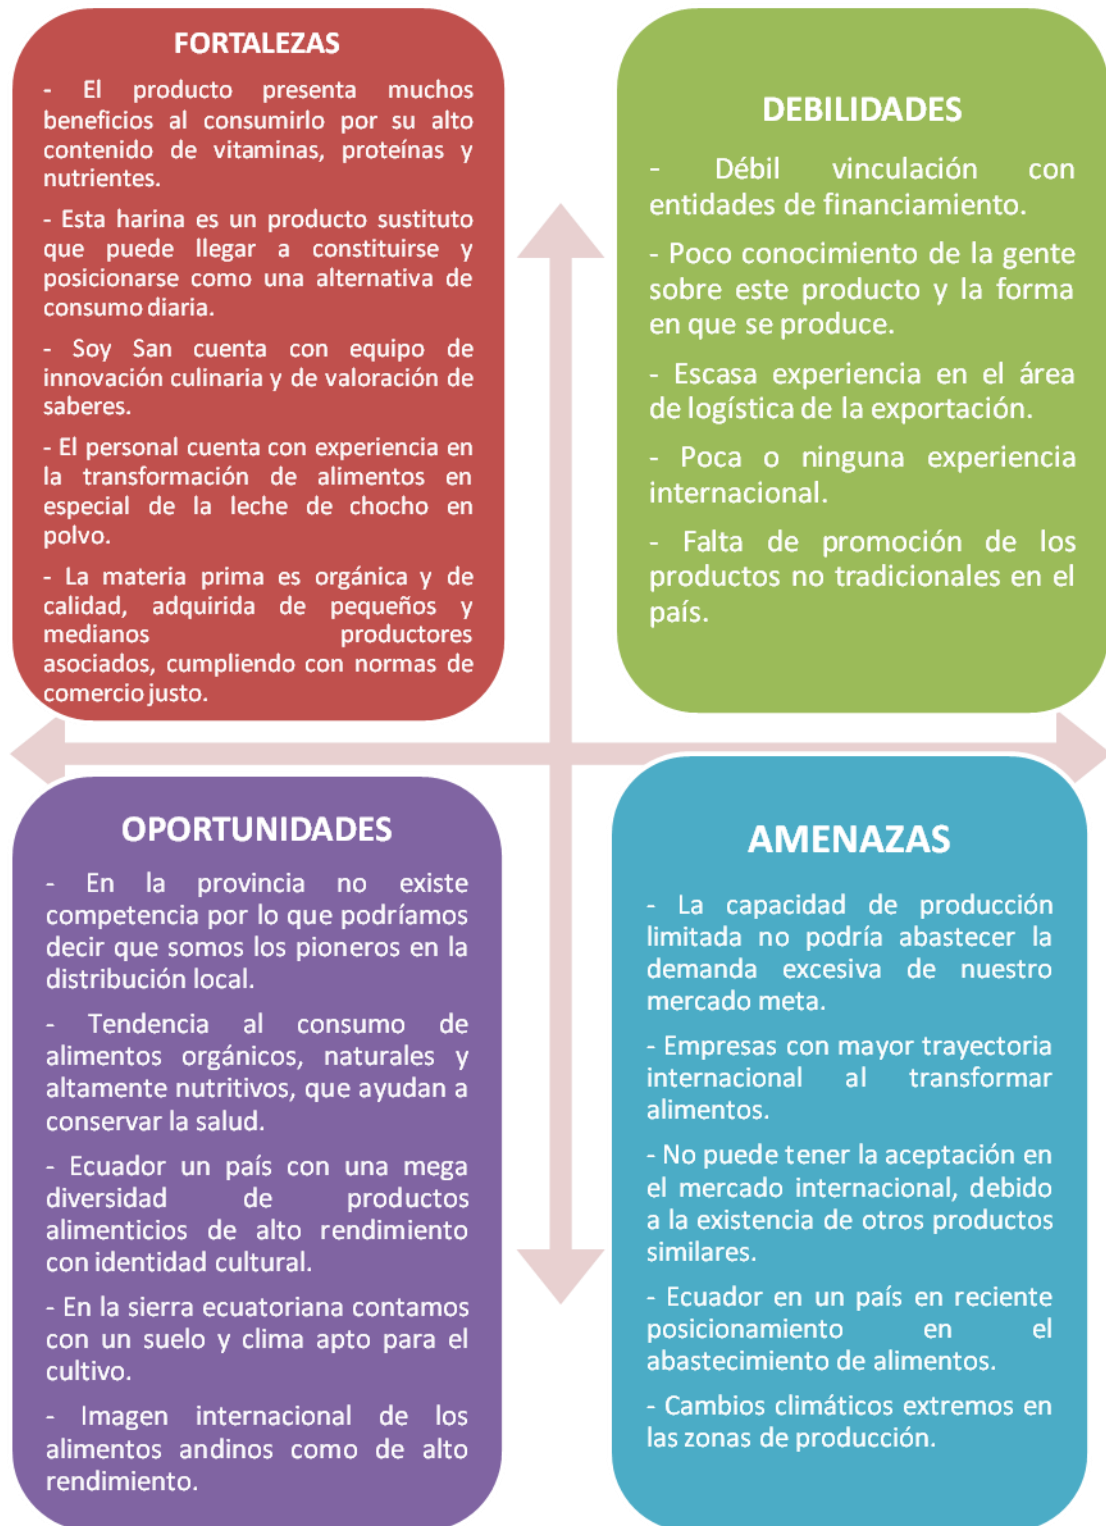 FORTALEZAS
- El producto presenta muchos
beneficios al consumirlo por su alto
contenido de vitaminas, proteínas y
nutrientes.
- Esta harina es un producto sustituto
que puede llegar a constituirse y
posicionarse como una alternativa de
consumo diaria.
- Soy San cuenta con equipo de
innovación culinaria y de valoración de
saberes.
- El personal cuenta con experiencia en
la transformación de alimentos en
especial de la leche de chocho en
polvo.
- La materia prima es orgánica y de
calidad, adquirida de pequeños y
medianos productores
asociados, cumpliendo con normas de
comercio justo.
DEBILIDADES
- Débil vinculación con
entidades de financiamiento.
- Poco conocimiento de la gente
sobre este producto y la forma
en que se produce.
- Escasa experiencia en el área
de logística de la exportación.
- Poca o ninguna experiencia
internacional.
- Falta de promoción de los
productos no tradicionales en el
país.
OPORTUNIDADES
- En la provincia no existe
competencia por lo que podríamos
decir que somos los pioneros en la
distribución local.
- Tendencia al consumo de
alimentos orgánicos, naturales y
altamente nutritivos, que ayudan a
conservar la salud.
- Ecuador un país con una mega
diversidad de productos
alimenticios de alto rendimiento
con identidad cultural.
- En la sierra ecuatoriana contamos
con un suelo y clima apto para el
cultivo.
- Imagen internacional de los
alimentos andinos como de alto
rendimiento.
AMENAZAS
- La capacidad de producción
limitada no podría abastecer la
demanda excesiva de nuestro
mercado meta.
- Empresas con mayor trayectoria
internacional al transformar
alimentos.
- No puede tener la aceptación en
el mercado internacional, debido
a la existencia de otros productos
similares.
- Ecuador en un país en reciente
posicionamiento en el
abastecimiento de alimentos.
- Cambios climáticos extremos en
las zonas de producción.